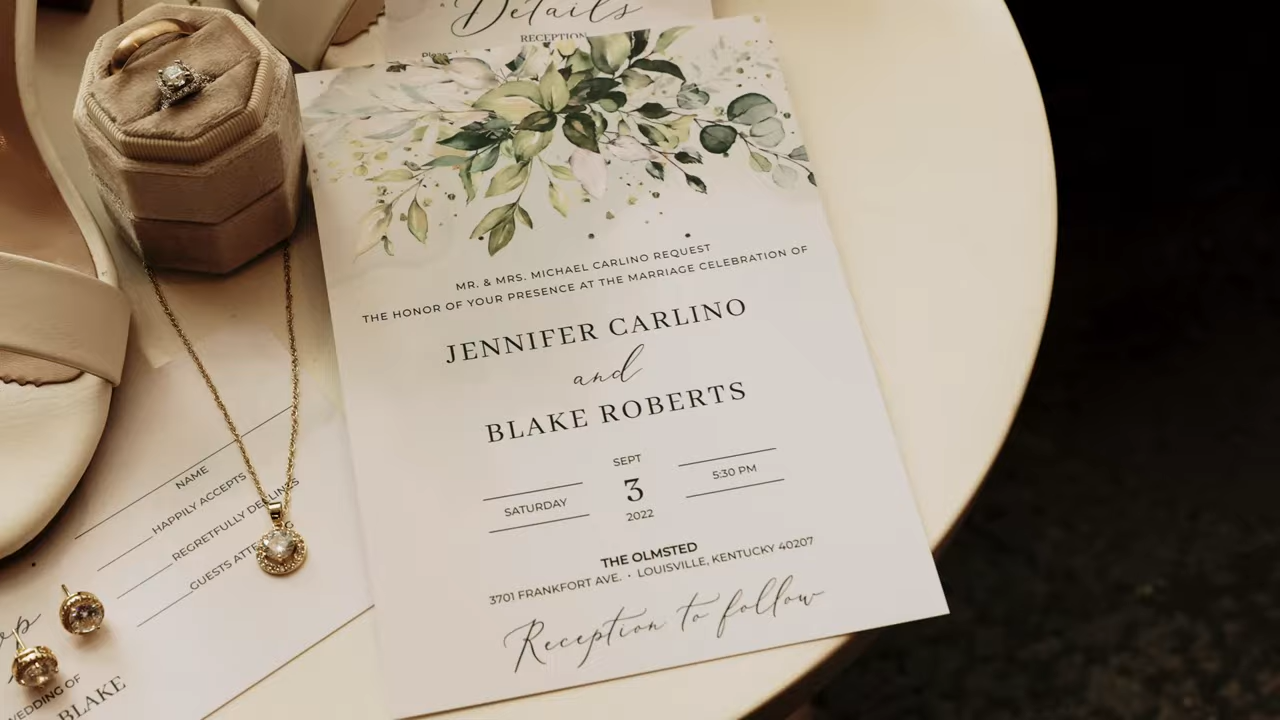 Details
RECEPTION
MR. & MRS. MICHAEL CARLINO REQUEST
THE HONOR OF YOUR PRESENCE AT THE MARRIAGE CELEBRATION OF
JENNIFER CARLINO
and
BLAKE ROBERTS
SEPT
SATURDAY 3 5:30 PM
2022
THE OLMSTED
3701 FRANKFORT AVE. • LOUISVILLE, KENTUCKY 40207
Reception to follow
NAME
HAPPILY ACCEPTS
REGRETFULLY DECLINES
GUESTS
WEDDING OF
BLAKE